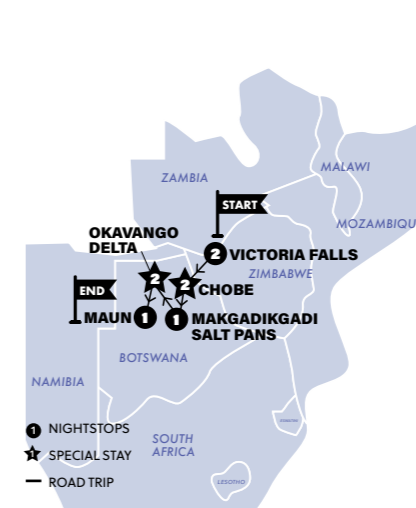 ZAMBIA
MALAWI
START
MOZAMBIQU
OKAVANGO
DELTA
2 VICTORIA FALLS
ZIMBABWE
2
2 CHOBE
END
MAUN 1
1 MAKGADIKGADI
SALT PANS
BOTSWANA
NAMIBIA
1 NIGHTSTOPS
SOUTH
AFRICA
1 SPECIAL STAY
LESOTHO
ROAD TRIP